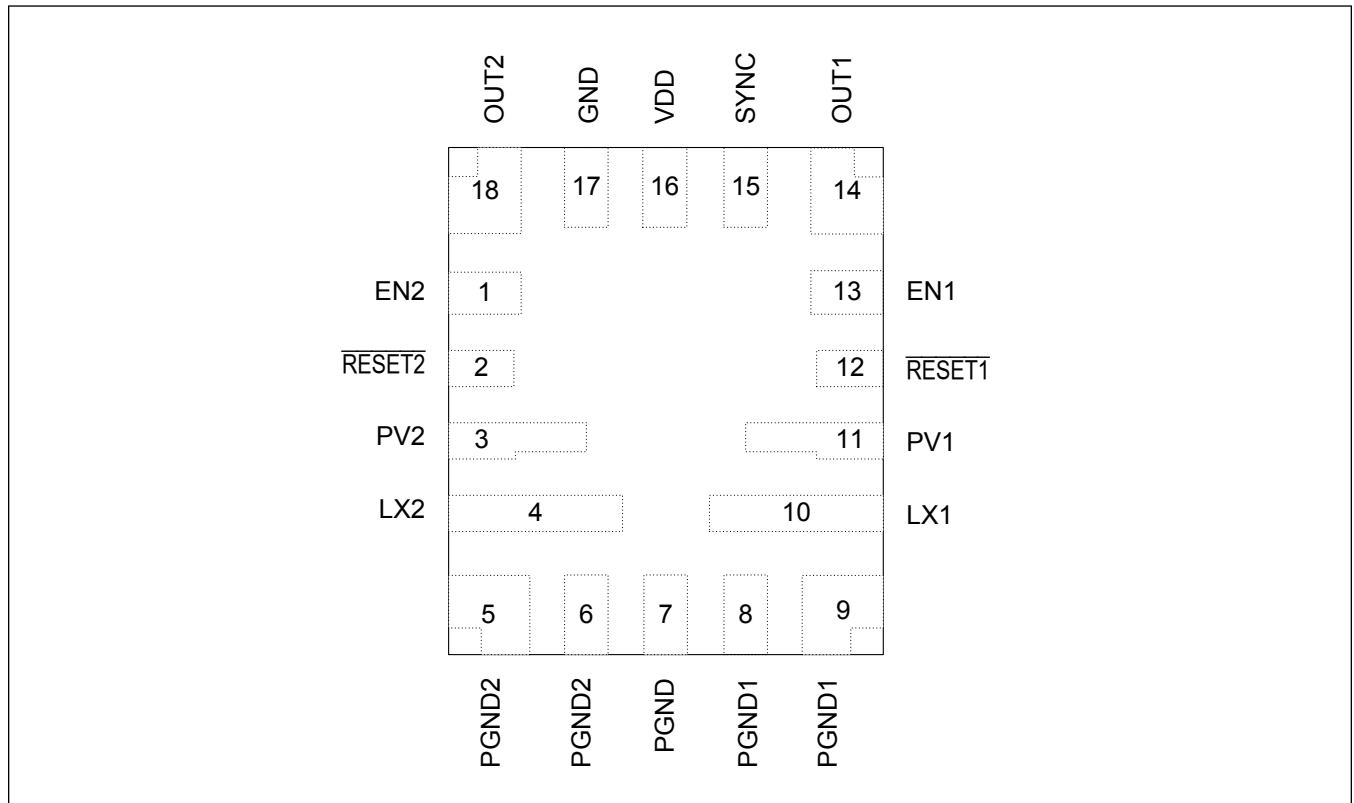 OUT2
GND
VDD
SYNC
OUT1
18
17
16
15
14
EN2
1
13
EN1
RESET2
2
12
RESET1
PV2
3
11
PV1
LX2
4
10
LX1
5
6
7
8
9
PGND2
PGND2
PGND
PGND1
PGND1